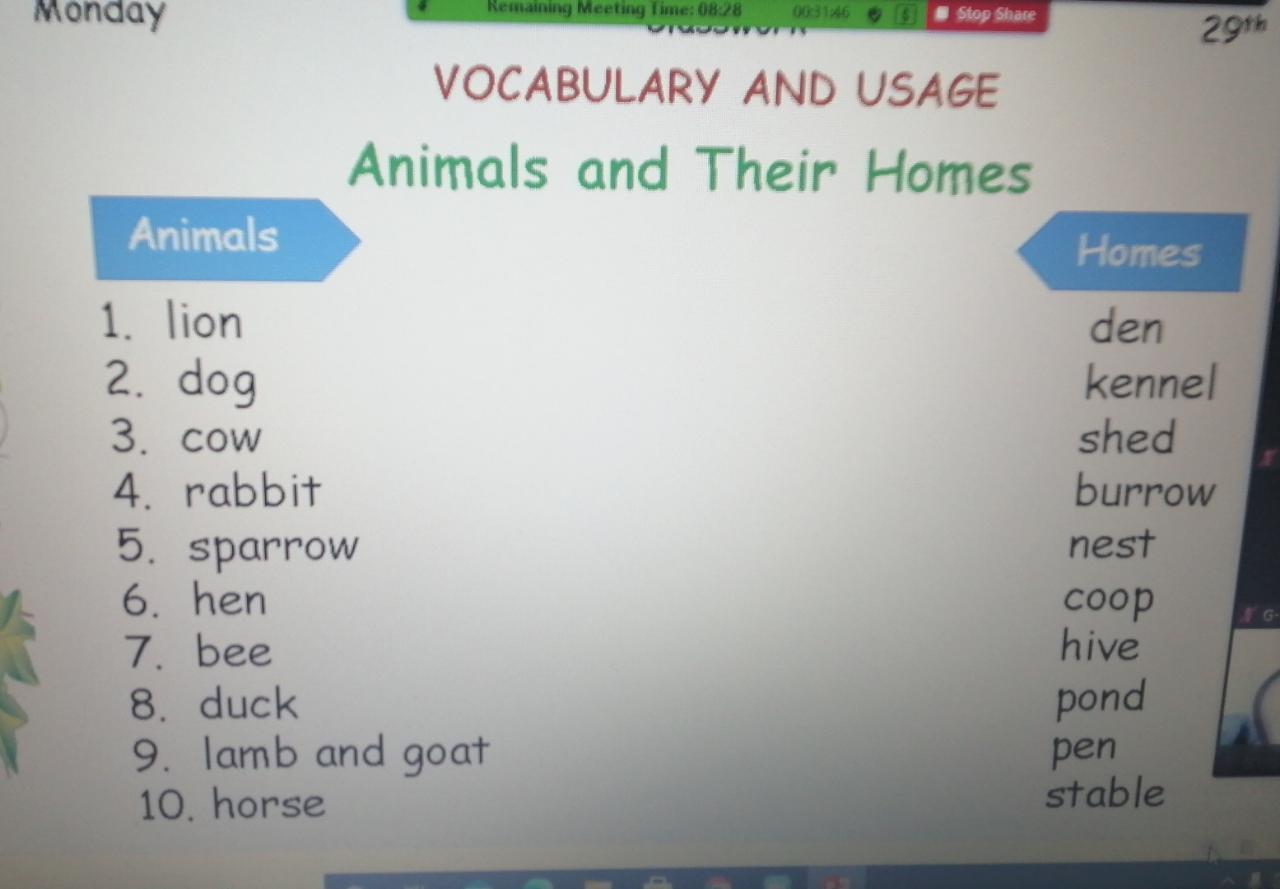 Monday
Remaining Meeting Time: 08:28 00:31:46 Stop Share
29th
Classwork
VOCABULARY AND USAGE
Animals and Their Homes
Animals Homes
1. lion den
2. dog kennel
3. cow shed
4. rabbit burrow
5. sparrow nest
6. hen coop
7. bee hive
8. duck pond
9. lamb and goat pen
10. horse stable